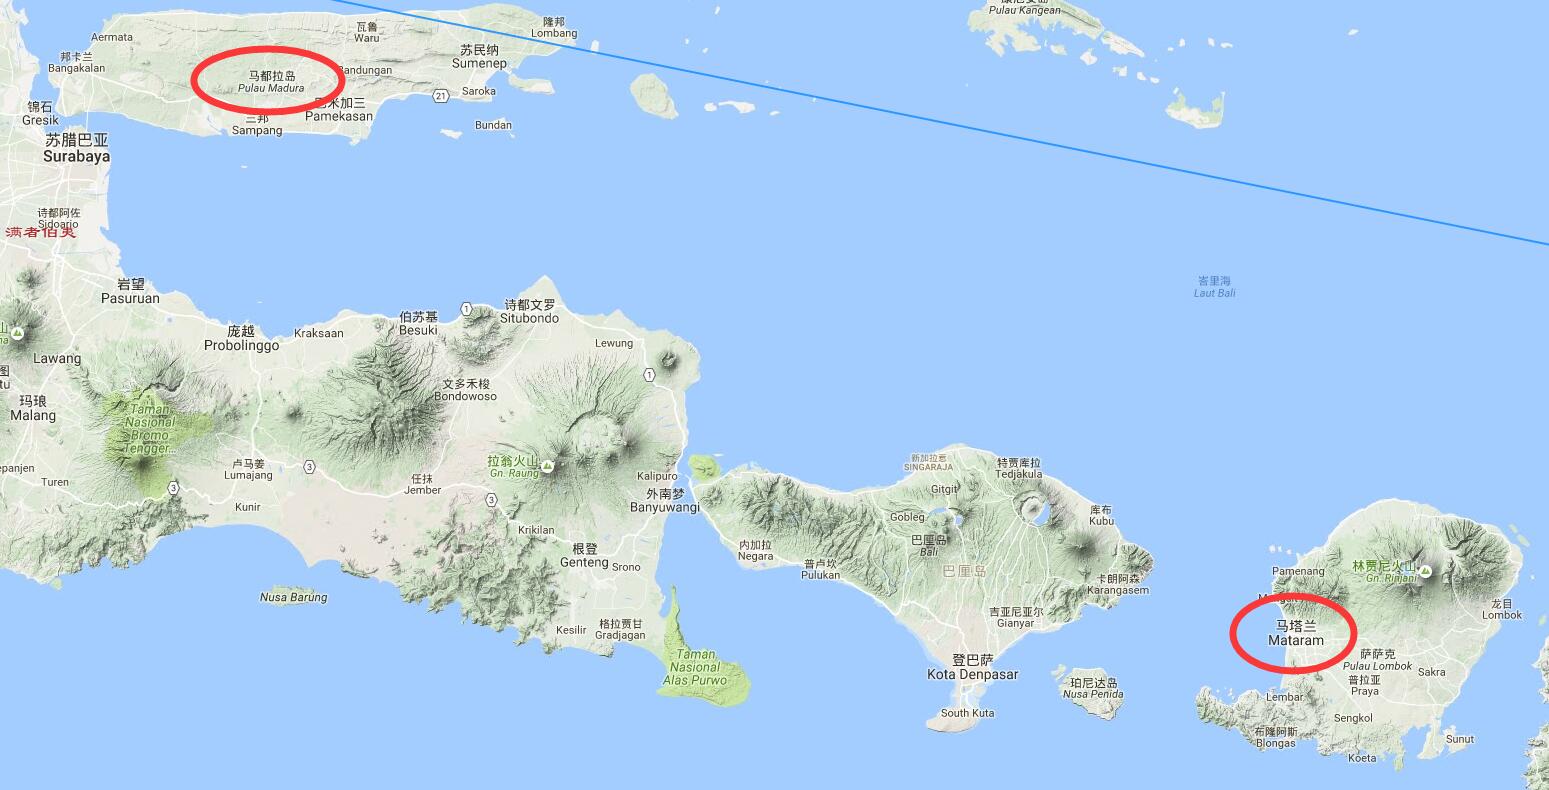 Pulau Kangean
隆邦
Lombang
瓦鲁
Waru
Aermata
苏民纳
Sumenep
邦卡兰
Bangakalan
马都拉岛
Pulau Madura
Bandungan
Saroka
21
锦石
Gresik
巴米加三
Pamekasan
三邦
Sampang
Bundan
苏腊巴亚
Surabaya
诗都阿佐
Sidoarjo
满者伯夷
岩望
Pasuruan
峇里海
Laut Bali
诗都文罗
Situbondo
1
伯苏基
Besuki
庞越
Probolinggo
Kraksaan
Lewung
Lawang
1
文多禾梭
Bondowoso
玛琅
Malang
Taman
Nasional
Bromo
Tengger...
拉翁火山
Gn. Raung
新加拉惹
SINGARAJA
特贾库拉
Tedjakula
卢马姜
Lumajang
3
epanjen
Turen
任抹
Jember
Kalipuro
3
3
外南梦
Banyuwangi
Gitgit
Kunir
Gobleg
库布
Kubu
Krikilan
巴厘岛
Bali
内加拉
Negara
根登
Genteng
Srono
普卢坎
Pulukan
巴厘岛
卡朗阿森
Karangasem
Pamenang
林贾尼火山
Gn. Rinjani
Nusa Barung
龙目
Lombok
吉亚尼亚尔
Gianyar
Kesilir
格拉贾甘
Gradjagan
马塔兰
Mataram
萨萨克
Pulau Lombok
Sakra
Taman
Nasional
Alas Purwo
登巴萨
Kota Denpasar
珀尼达岛
Nusa Penida
普拉亚
Praya
Lembar
South Kuta
Sengkol
布隆阿斯
Blongas
Sunut
Koeta